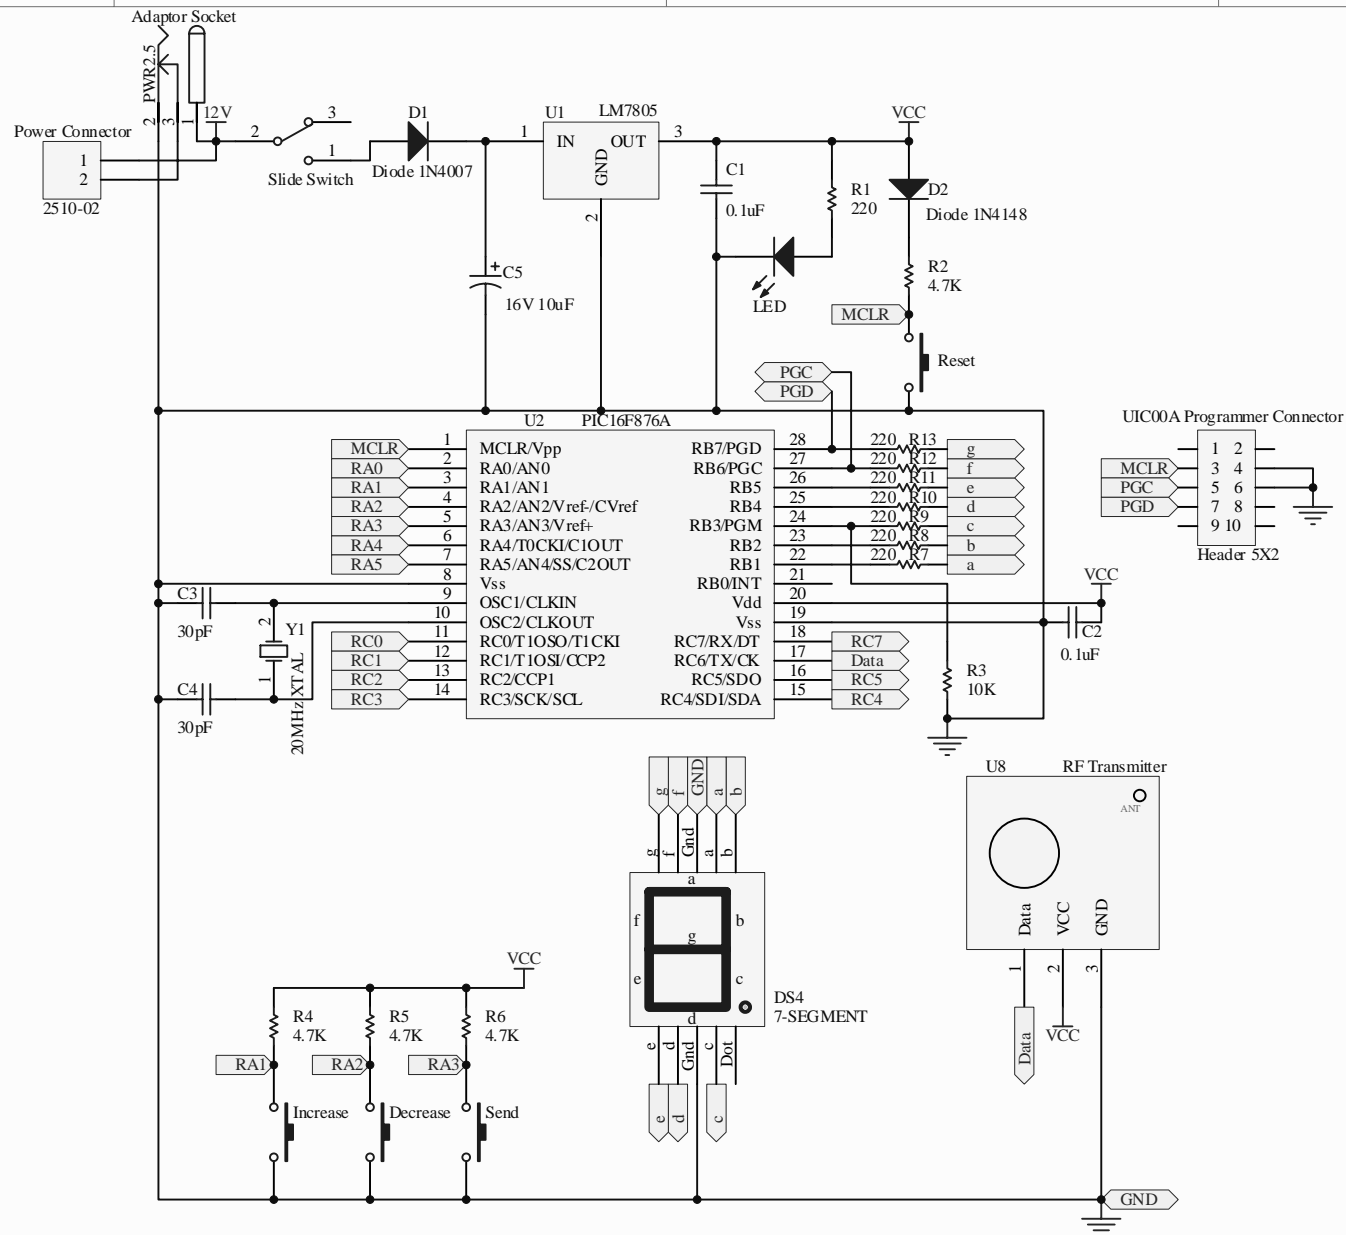 Adaptor Socket
PWR2.5
2
3
1
12V
Power Connector
1
2
2510-02
2
3
1
Slide Switch
D1
Diode 1N4007
U1
LM7805
1
IN
OUT
3
GND
2
C5
16V 10uF
+
C1
0.1uF
R1
220
LED
VCC
D2
Diode 1N4148
R2
4.7K
MCLR
Reset
PGC
PGD
U2
PIC16F876A
MCLR 1 MCLR/Vpp
RA0 2 RA0/AN0
RA1 3 RA1/AN1
RA2 4 RA2/AN2/Vref-/CVref
RA3 5 RA3/AN3/Vref+
RA4 6 RA4/T0CKI/C1OUT
RA5 7 RA5/AN4/SS/C2OUT
8 Vss
9 OSC1/CLKIN
10 OSC2/CLKOUT
RC0 11 RC0/T1OSO/T1CKI
RC1 12 RC1/T1OSI/CCP2
RC2 13 RC2/CCP1
RC3 14 RC3/SCK/SCL
RB7/PGD 28 220 R13 g
RB6/PGC 27 220 R12 f
RB5 26 220 R11 e
RB4 25 220 R10 d
RB3/PGM 24 220 R9 c
RB2 23 220 R8 b
RB1 22 220 R7 a
RB0/INT 21
Vdd 20
Vss 19
RC7/RX/DT 18 RC7
RC6/TX/CK 17 Data
RC5/SDO 16 RC5
RC4/SDI/SDA 15 RC4
C3
30pF
C4
30pF
2
Y1
1
20MHz XTAL
VCC
C2
0.1uF
R3
10K
UIC00A Programmer Connector
1 2
MCLR 3 4
PGC 5 6
PGD 7 8
9 10
Header 5X2
g f GND a b
g f Gnd a b
a
f
b
g
e
c
d
DS4
7-SEGMENT
e d Gnd c Dot
e d c
U8
RF Transmitter
ANT
Data
VCC
GND
1
2
3
Data
VCC
VCC
R4
4.7K
R5
4.7K
R6
4.7K
RA1
RA2
RA3
Increase
Decrease
Send
GND